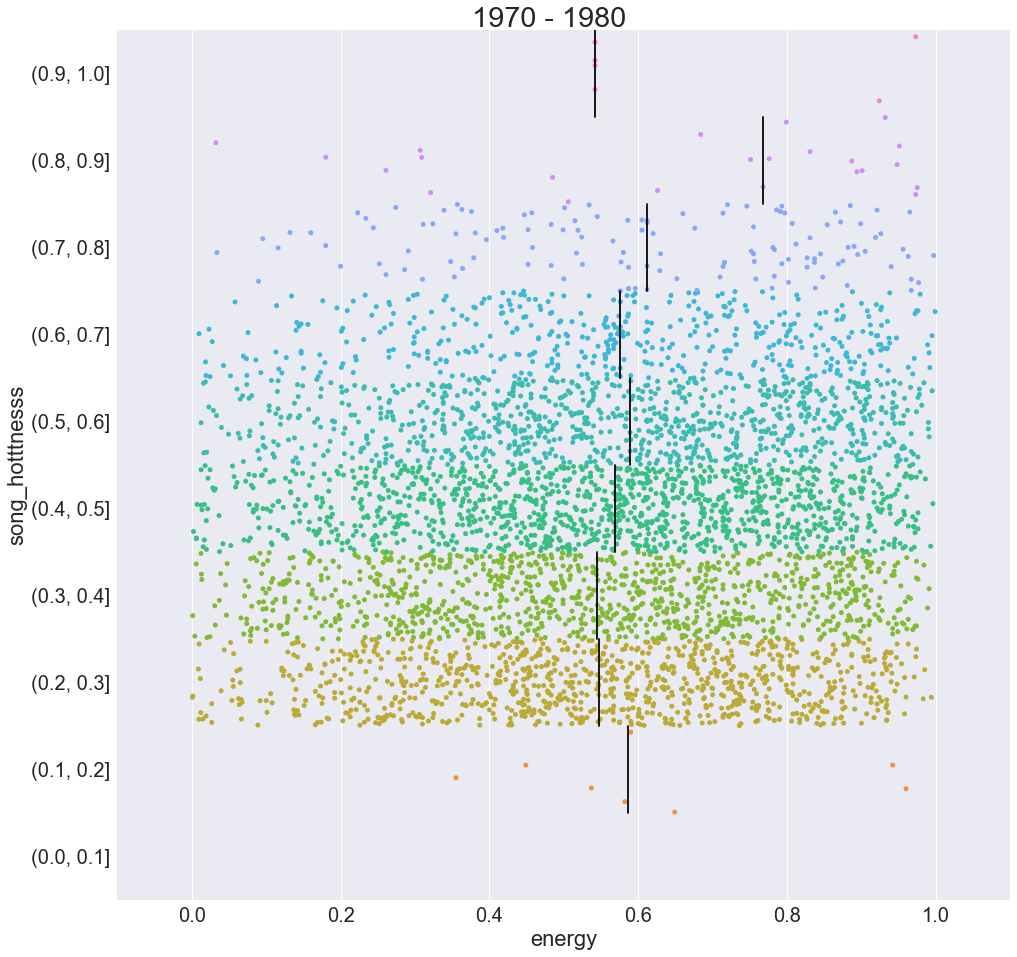 1970 - 1980
(0.9, 1.0]
(0.8, 0.9]
(0.7, 0.8]
(0.6, 0.7]
(0.5, 0.6]
(0.4, 0.5]
(0.3, 0.4]
(0.2, 0.3]
(0.1, 0.2]
(0.0, 0.1]
song_hotttnesss
0.0 0.2 0.4 0.6 0.8 1.0
energy